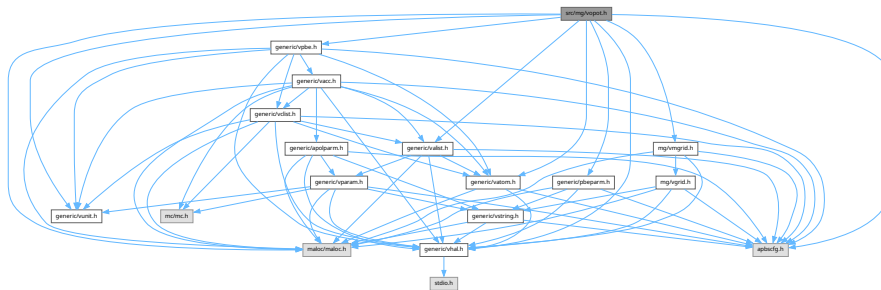 src/mg/vopot.h
generic/vpbe.h
generic/vacc.h
generic/vclist.h
generic/apolparm.h
generic/valist.h
mg/vmgrid.h
generic/vparam.h
generic/vatom.h
generic/pbeparm.h
mg/vgrid.h
generic/vunit.h
mc/mc.h
generic/vstring.h
maloc/maloc.h
generic/vhal.h
apbscfg.h
stdio.h